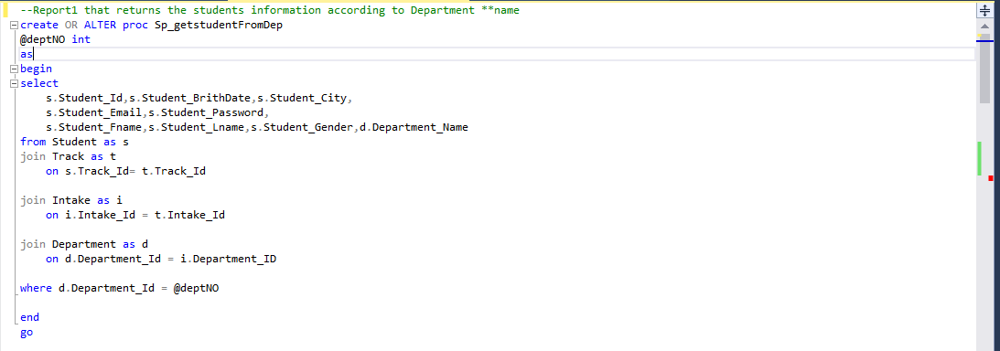 --Report1 that returns the students information according to Department **name
create OR ALTER proc Sp_getstudentFromDep
@deptNO int
as
begin
select
s.Student_Id,s.Student_BrithDate,s.Student_City,
s.Student_Email,s.Student_Password,
s.Student_Fname,s.Student_Lname,s.Student_Gender,d.Department_Name
from Student as s
join Track as t
on s.Track_Id= t.Track_Id
join Intake as i
on i.Intake_Id = t.Intake_Id
join Department as d
on d.Department_Id = i.Department_ID
where d.Department_Id = @deptNO
end
go